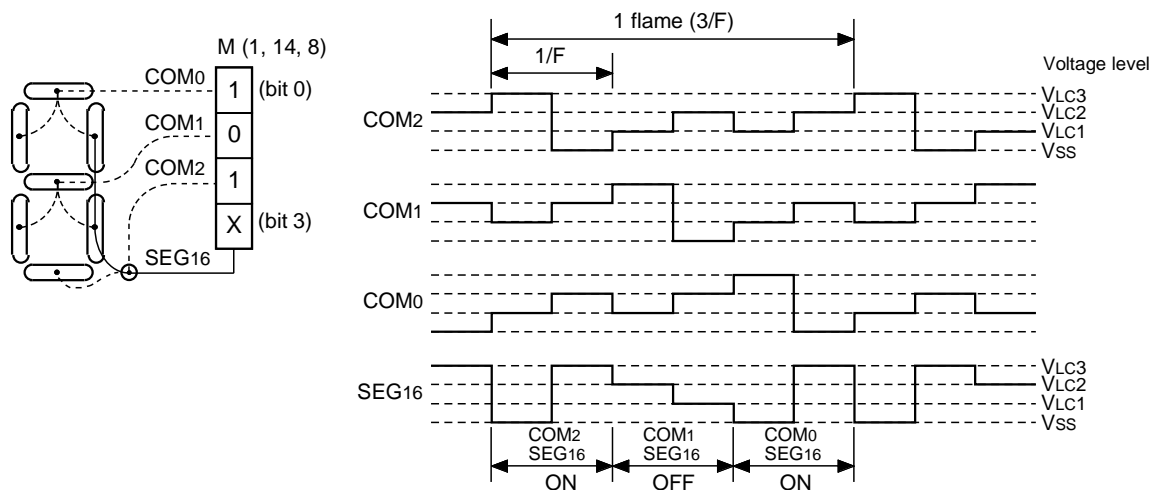 M (1, 14, 8)
COM0
1
(bit 0)
COM1
0
COM2
1
X
(bit 3)
SEG16
1 flame (3/F)
1/F
Voltage level
COM2
VLC3
VLC2
VLC1
VSS
COM1
COM0
SEG16
VLC3
VLC2
VLC1
VSS
COM2 COM1 COM0
SEG16 SEG16 SEG16
ON OFF ON